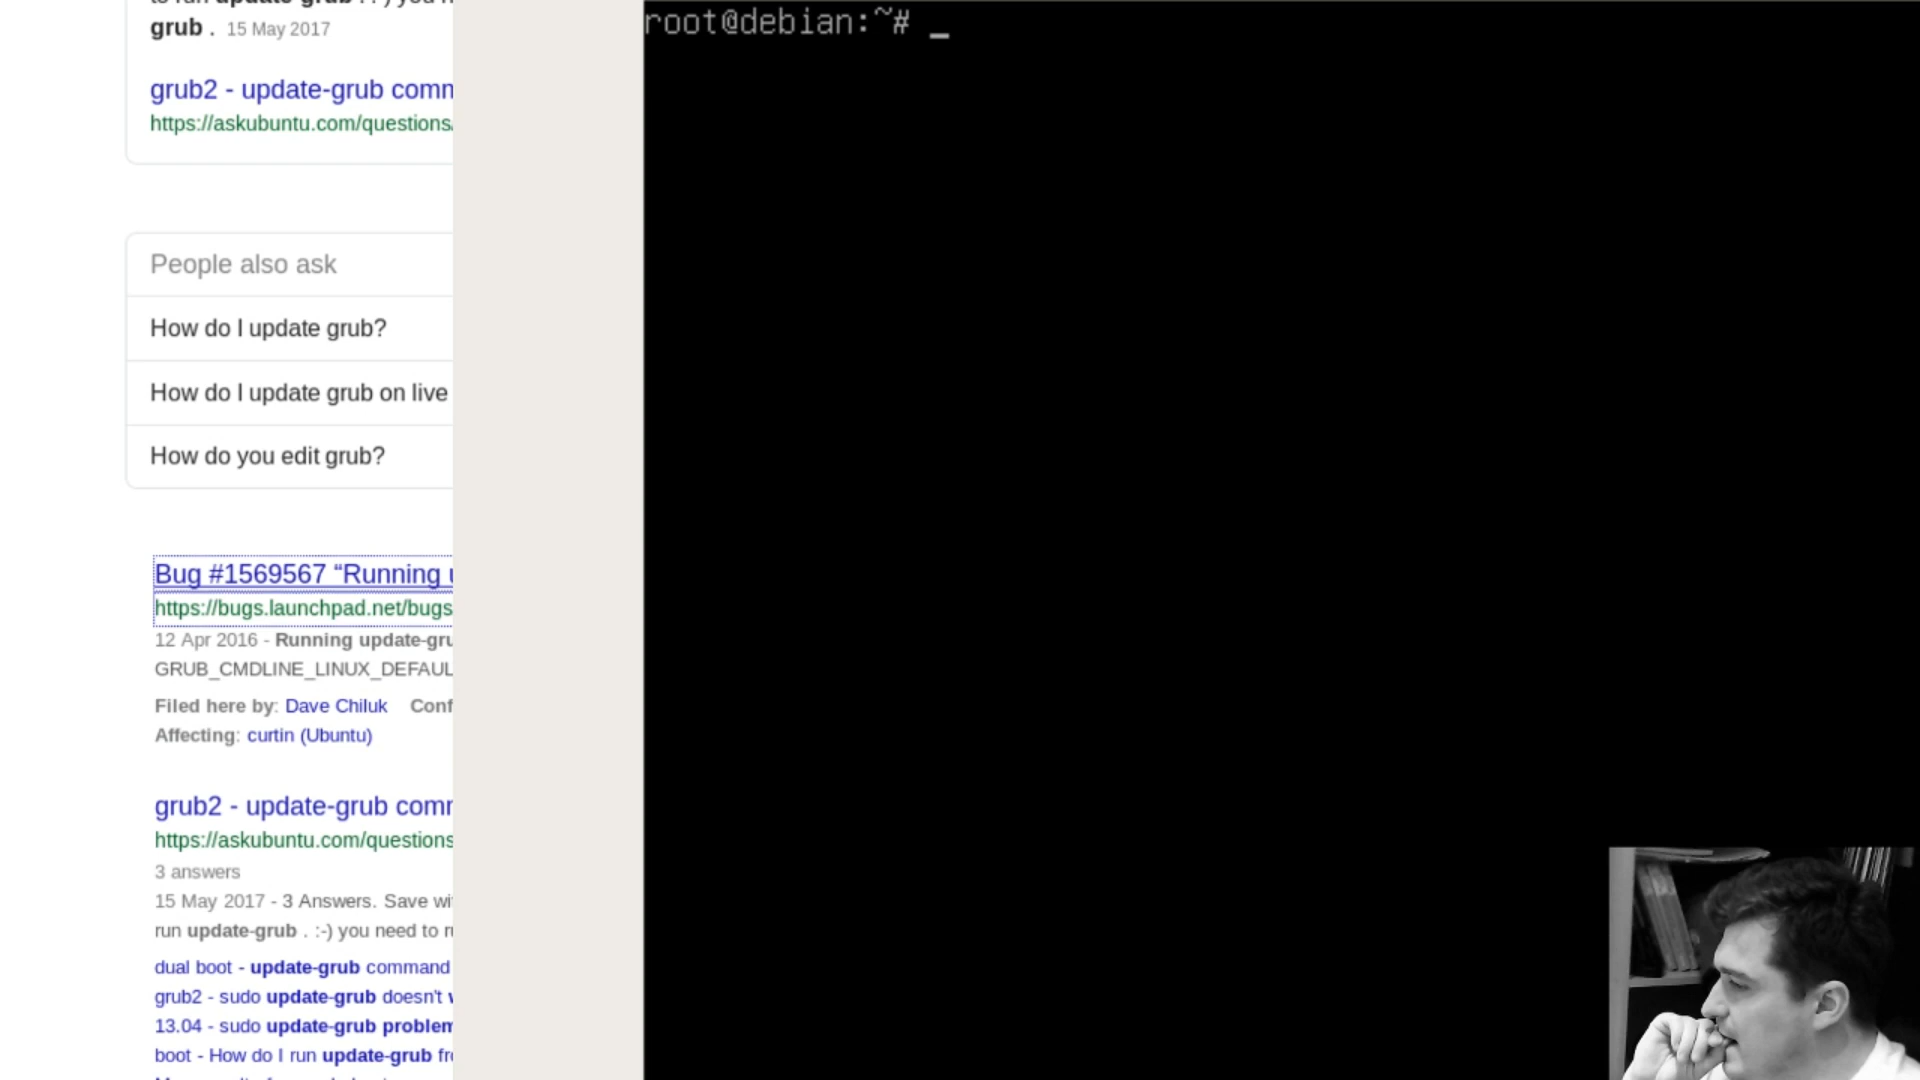 grub . 15 May 2017
grub2 - update-grub comm
https://askubuntu.com/questions/
People also ask
How do I update grub?
How do I update grub on live
How do you edit grub?
Bug #1569567 “Running u
https://bugs.launchpad.net/bugs
12 Apr 2016 - Running update-gru
GRUB_CMDLINE_LINUX_DEFAUL
Filed here by: Dave Chiluk Conf
Affecting: curtin (Ubuntu)
grub2 - update-grub comm
https://askubuntu.com/questions
3 answers
15 May 2017 - 3 Answers. Save wi
run update-grub . :-) you need to ru
dual boot - update-grub command
grub2 - sudo update-grub doesn't w
13.04 - sudo update-grub problem
boot - How do I run update-grub fro
root@debian:~# _